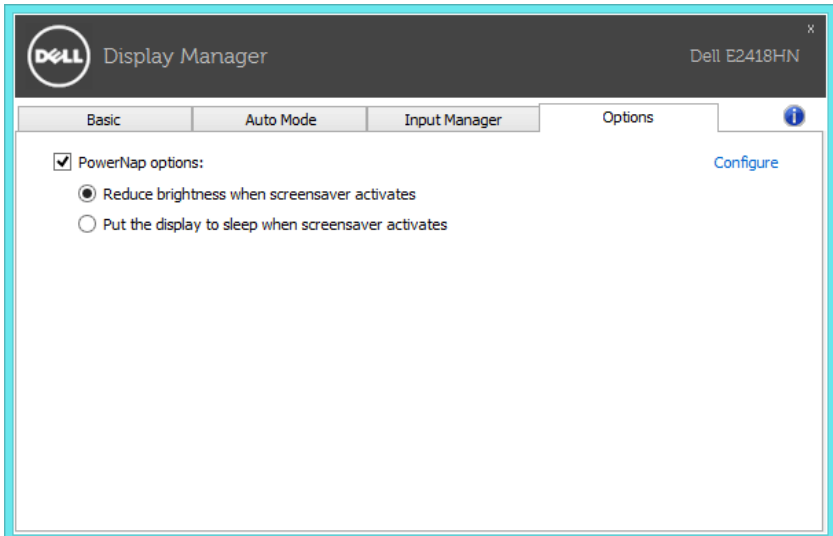 x
DELL Display Manager Dell E2418HN
Basic Auto Mode Input Manager Options i
PowerNap options: Configure
Reduce brightness when screensaver activates
Put the display to sleep when screensaver activates